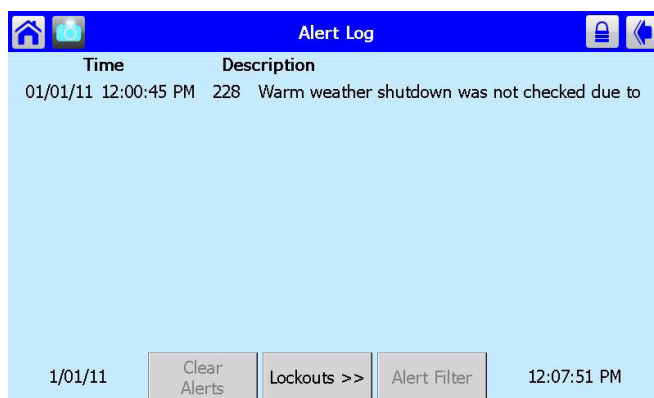 Alert Log
Time Description
01/01/11 12:00:45 PM 228 Warm weather shutdown was not checked due to
1/01/11 Clear Alerts Lockouts >> Alert Filter 12:07:51 PM